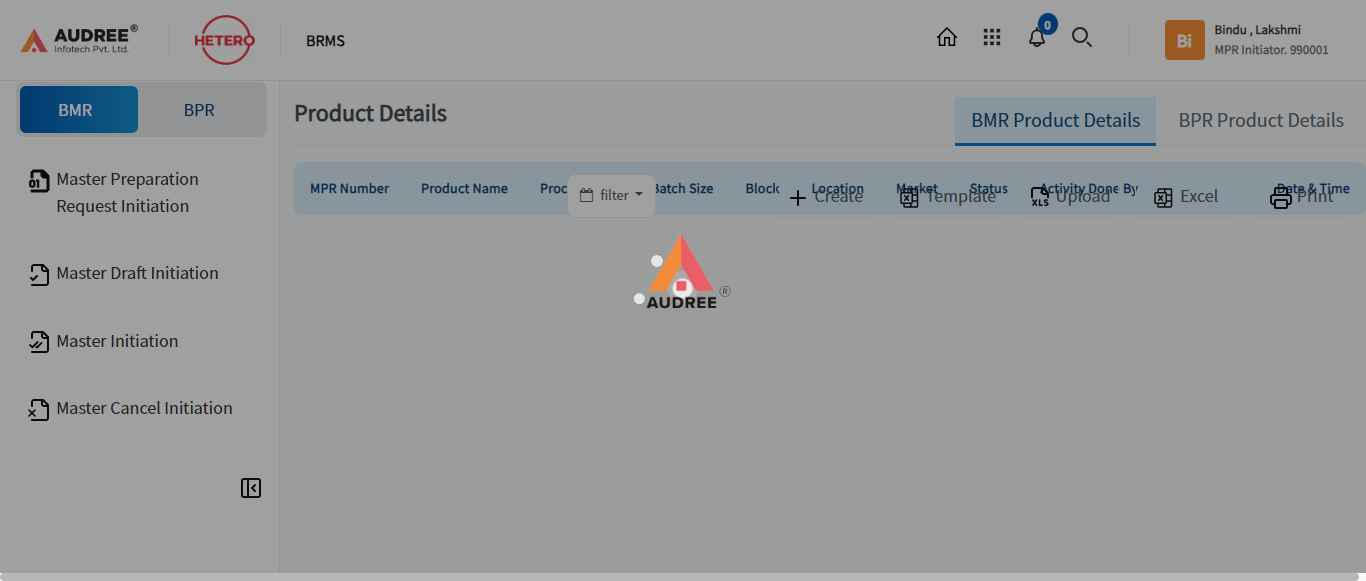 AUDREE®
Infotech Pvt. Ltd.
HETERO
BRMS
0
Bi
Bindu , Lakshmi
MPR Initiator. 990001
BMR
BPR
Product Details
BMR Product Details
BPR Product Details
Master Preparation
Request Initiation
Master Draft Initiation
Master Initiation
Master Cancel Initiation
MPR Number
Product Name
filter
Batch Size
Block
Location
Market
Status
Activity Done By
Date & Time
Create
Template
XLS
Upload
Excel
Print
AUDREE®